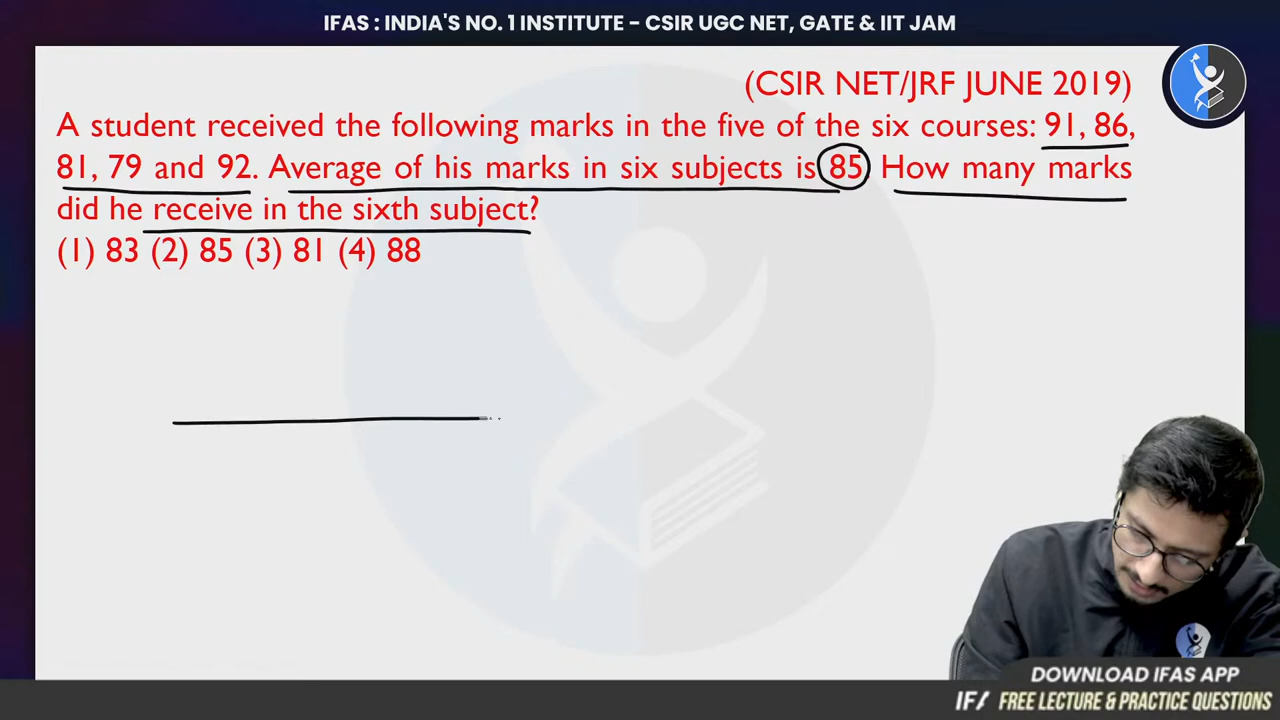 IFAS : INDIA'S NO. 1 INSTITUTE - CSIR UGC NET, GATE & IIT JAM
(CSIR NET/JRF JUNE 2019)
A student received the following marks in the five of the six courses: 91, 86,
81, 79 and 92. Average of his marks in six subjects is 85 How many marks
did he receive in the sixth subject?
(1) 83 (2) 85 (3) 81 (4) 88
DOWNLOAD IFAS APP
IF/ FREE LECTURE & PRACTICE QUESTIONS